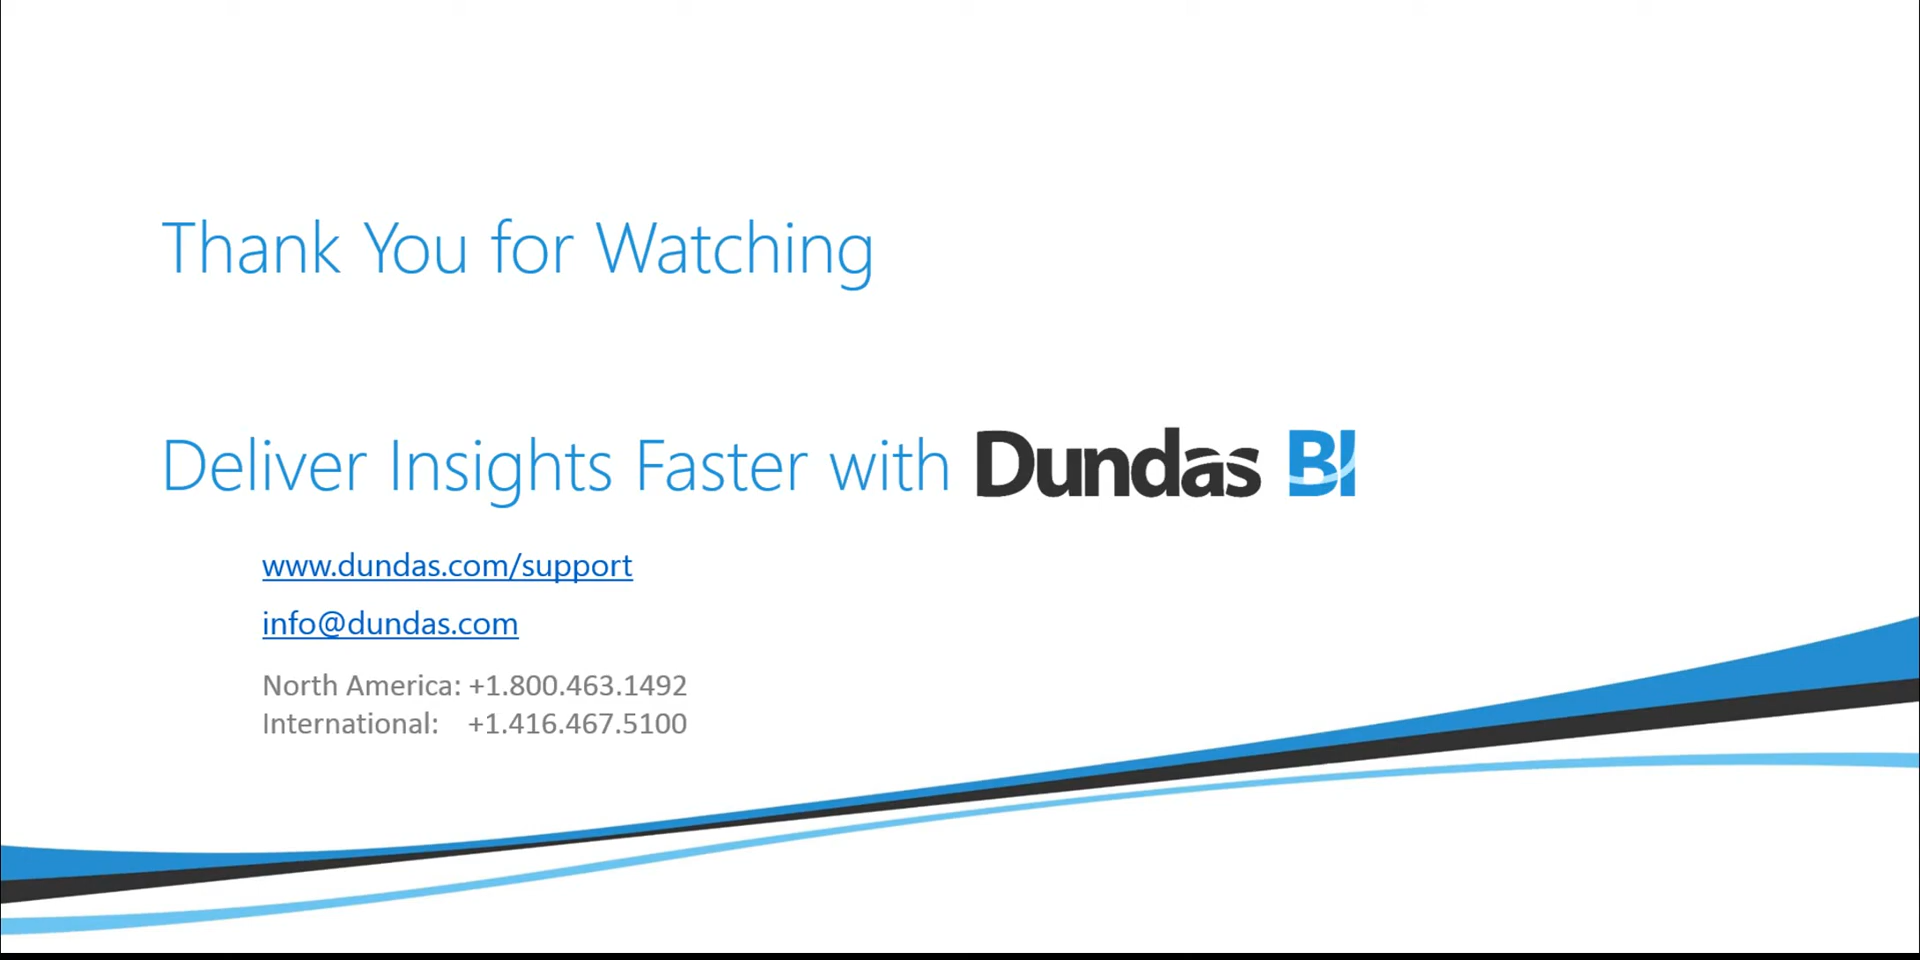 Thank You for Watching
Deliver Insights Faster with Dundas BI
www.dundas.com/support
info@dundas.com
North America: +1.800.463.1492
International: +1.416.467.5100